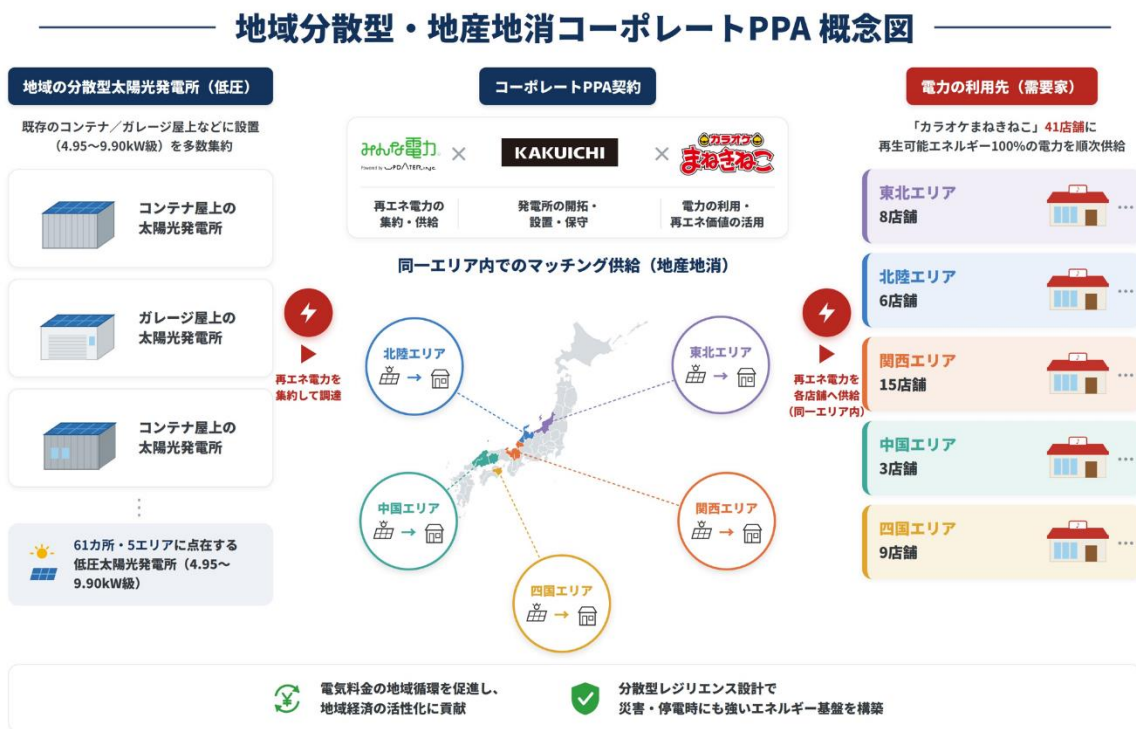 地域分散型・地産地消コーポレートPPA 概念図
地域の分散型太陽光発電所（低圧）
既存のコンテナ／ガレージ屋上などに設置
（4.95～9.90kW級）を多数集約
コンテナ屋上の
太陽光発電所
ガレージ屋上の
太陽光発電所
コンテナ屋上の
太陽光発電所
61カ所・5エリアに点在する
低圧太陽光発電所（4.95～
9.90kW級）
再エネ電力を
集約して調達
コーポレートPPA契約
みんな電力
Powered by UPDATER, Inc.
×
KAKUICHI
×
カラオケ
まねきねこ
再エネ電力の
集約・供給
発電所の開拓・
設置・保守
電力の利用・
再エネ価値の活用
同一エリア内でのマッチング供給（地産地消）
北陸エリア
東北エリア
中国エリア
関西エリア
四国エリア
再エネ電力を
各店舗へ供給
（同一エリア内）
電力の利用先（需要家）
「カラオケまねきねこ」41店舗に
再生可能エネルギー100%の電力を順次供給
東北エリア
8店舗
北陸エリア
6店舗
関西エリア
15店舗
中国エリア
3店舗
四国エリア
9店舗
電気料金の地域循環を促進し、
地域経済の活性化に貢献
分散型レジリエンス設計で
災害・停電時にも強いエネルギー基盤を構築